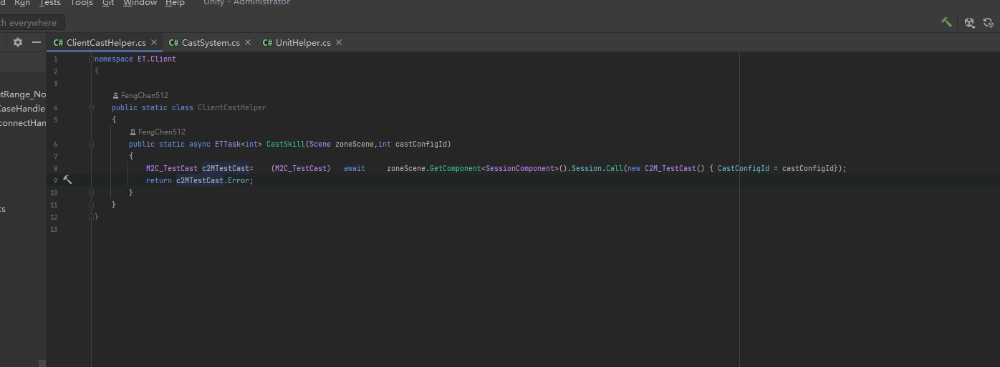 d Run Tests Tools Git Window Help Unity - Administrator
ch everywhere
C# ClientCastHelper.cs C# CastSystem.cs C# UnitHelper.cs
1 namespace ET.Client
2 {
3
FengChen512
4 public static class ClientCastHelper
5 {
FengChen512
6 public static async ETTask<int> CastSkill(Scene zoneScene,int castConfigId)
7 {
8 M2C_TestCast c2MTestCast= (M2C_TestCast) await zoneScene.GetComponent<SessionComponent>().Session.Call(new C2M_TestCast() { CastConfigId = castConfigId});
9 return c2MTestCast.Error;
10 }
11 }
12 }
13
ntRange_No
CaseHandle
connectHan
cs